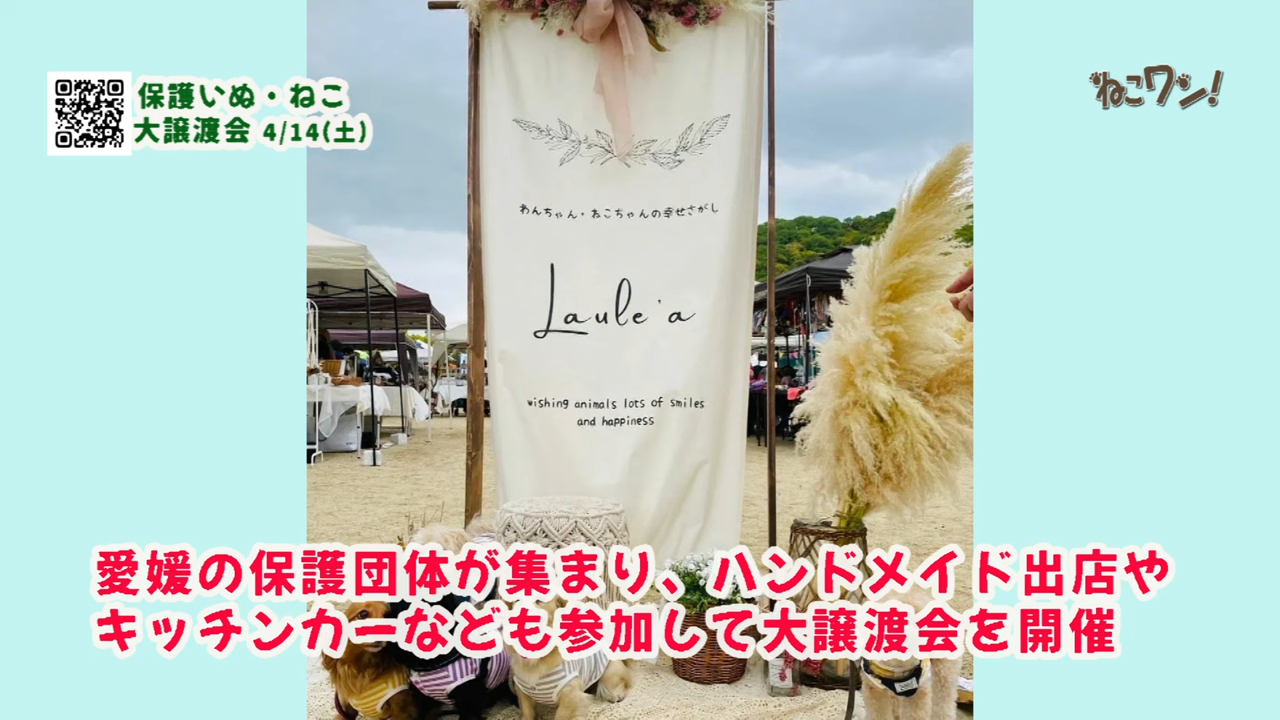 保護いぬ・ねこ
大譲渡会 4/14(土)
ねこワン!
わんちゃん・ねこちゃんの幸せさがし
Laule'a
wishing animals lots of smiles
and happiness
愛媛の保護団体が集まり、ハンドメイド出店や
キッチンカーなども参加して大譲渡会を開催